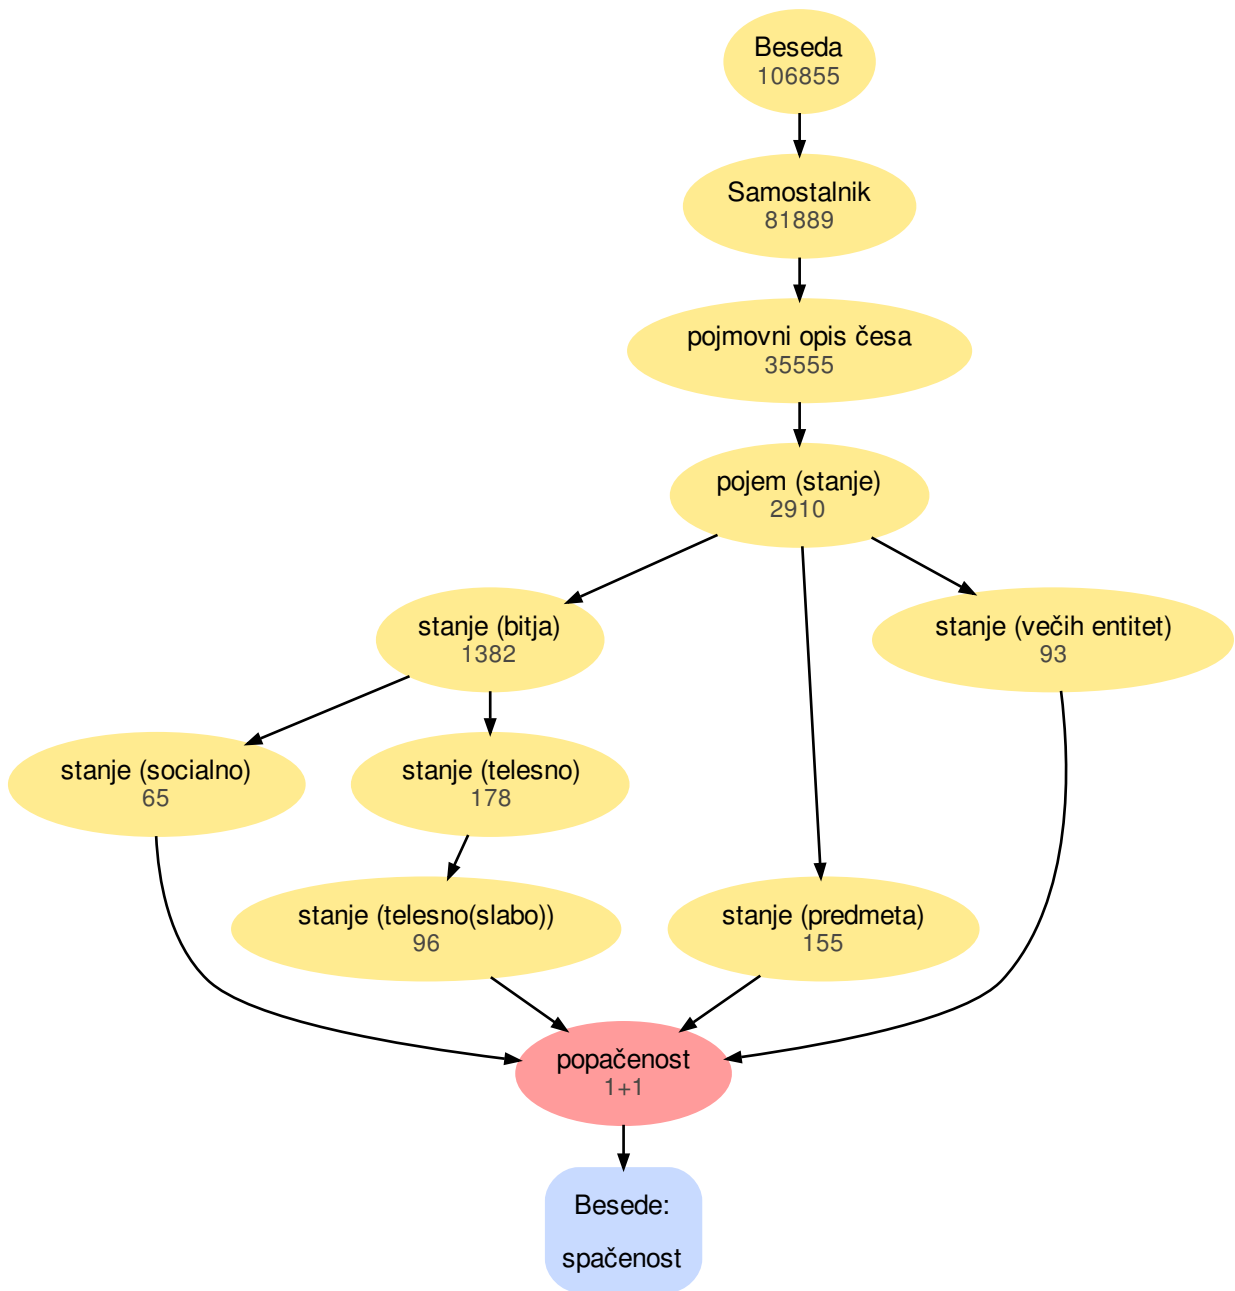 Beseda
106855
Samostalnik
81889
pojmovni opis česa
35555
pojem (stanje)
2910
stanje (bitja)
1382
stanje (večih entitet)
93
stanje (socialno)
65
stanje (telesno)
178
stanje (telesno(slabo))
96
stanje (predmeta)
155
popačenost
1+1
Besede:
spačenost